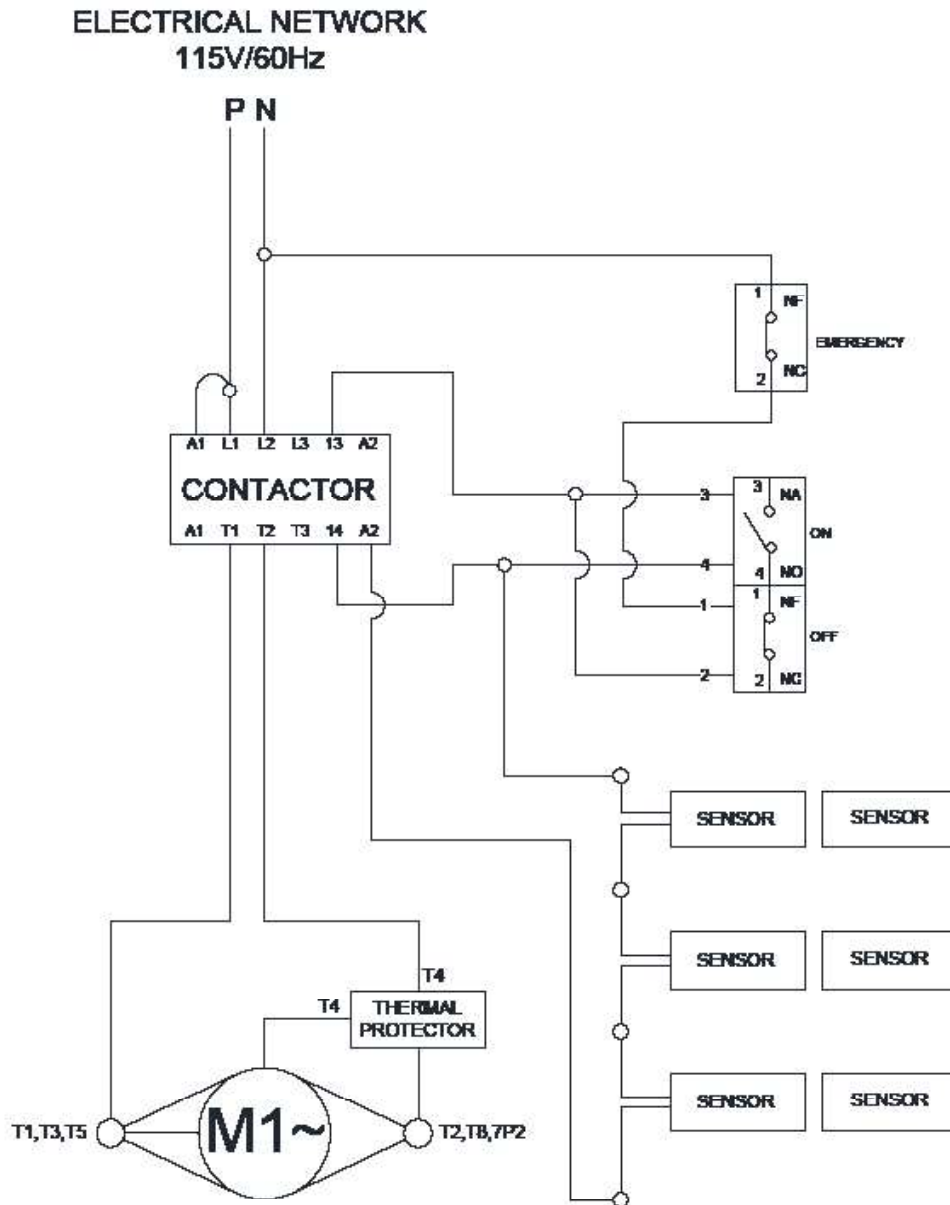 ELECTRICAL NETWORK
115V/60Hz
P N
1 NF
EMERGENCY
2 NC
A1 L1 L2 L3 13 A2
CONTACTOR
A1 T1 T2 T3 14 A2
3 3 NA
ON
4 4 NO
1 1 NF
OFF
2 2 NC
SENSOR SENSOR
SENSOR SENSOR
T4
T4 THERMAL
PROTECTOR
SENSOR SENSOR
T1,T3,T5 M1~ T2,T8,7P2